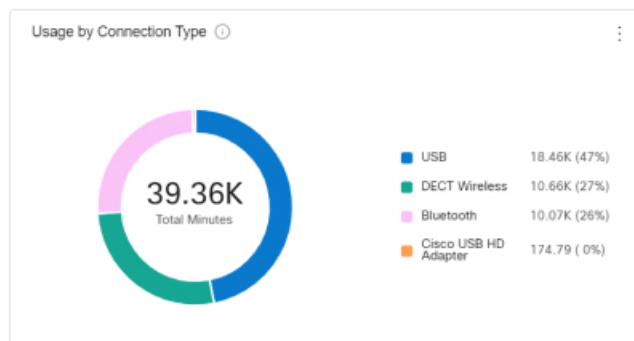 Usage by Connection Type
39.36K
Total Minutes
USB 18.46K (47%)
DECT Wireless 10.66K (27%)
Bluetooth 10.07K (26%)
Cisco USB HD
Adapter 174.79 ( 0%)